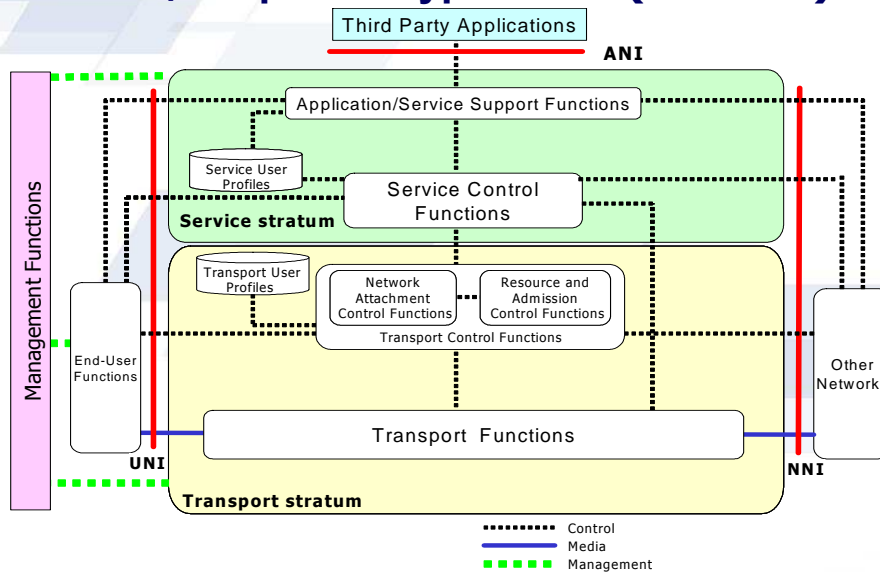 Third Party Applications
ANI
Application/Service Support Functions
Service User
Profiles
Service Control
Functions
Service stratum
Management Functions
Transport User
Profiles
Network
Attachment
Control Functions
Resource and
Admission
Control Functions
Transport Control Functions
End-User
Functions
Other
Network
Transport Functions
UNI
NNI
Transport stratum
Control
Media
Management